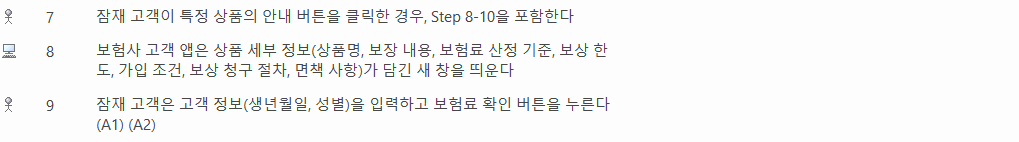 7 잠재 고객이 특정 상품의 안내 버튼을 클릭한 경우, Step 8-10을 포함한다
8 보험사 고객 앱은 상품 세부 정보(상품명, 보장 내용, 보험료 산정 기준, 보상 한
도, 가입 조건, 보상 청구 절차, 면책 사항)가 담긴 새 창을 띄운다
9 잠재 고객은 고객 정보(생년월일, 성별)을 입력하고 보험료 확인 버튼을 누른다
(A1) (A2)